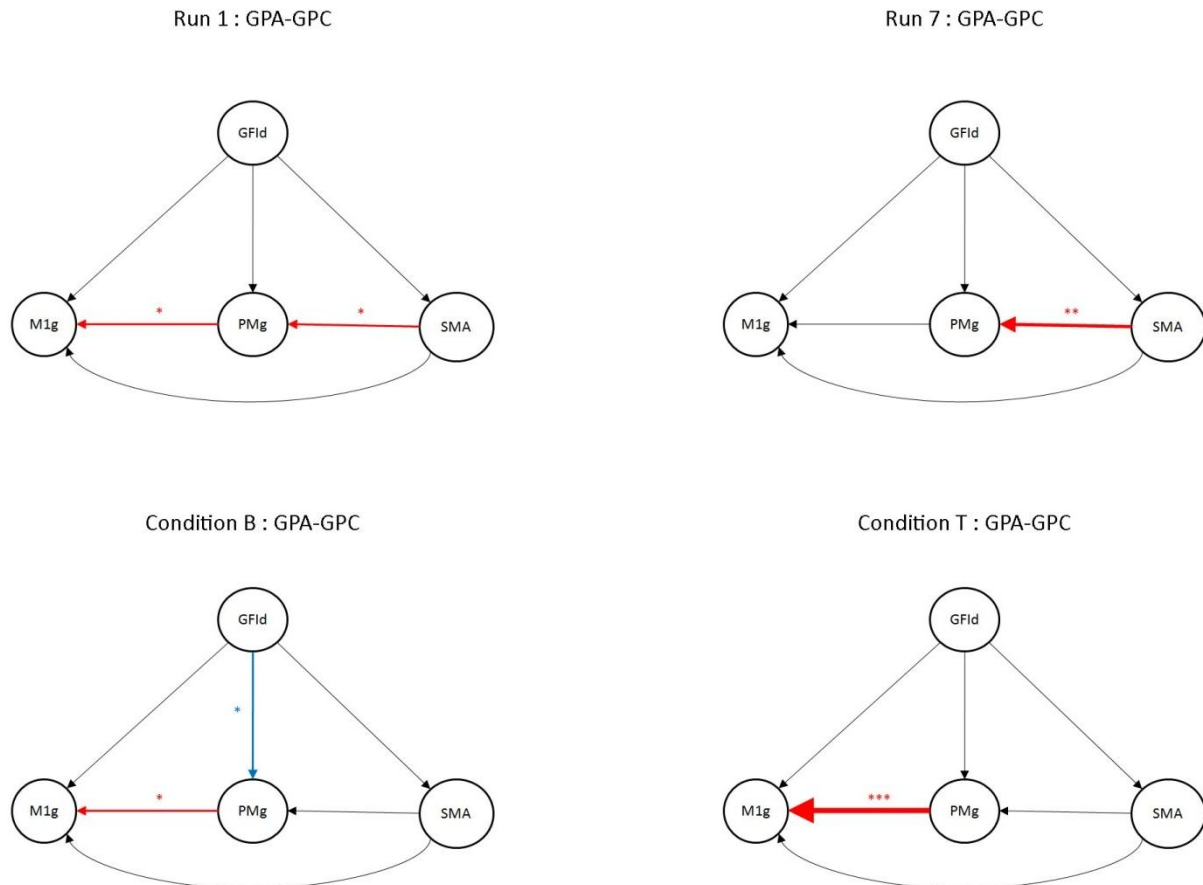 Run 1 : GPA-GPC
Run 7 : GPA-GPC
GFId
GFId
*
*
**
M1g
PMg
SMA
M1g
PMg
SMA
Condition B : GPA-GPC
Condition T : GPA-GPC
GFId
GFId
*
*
***
M1g
PMg
SMA
M1g
PMg
SMA